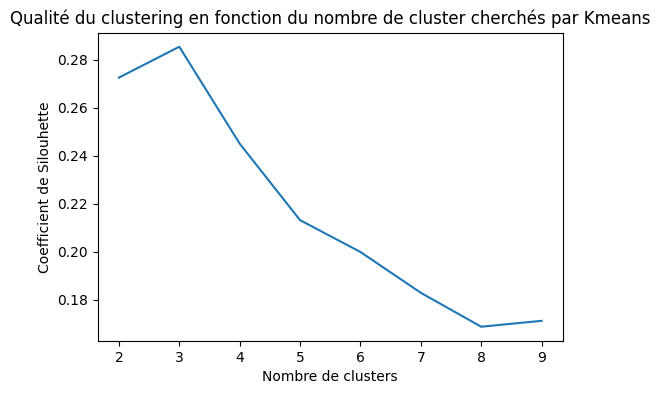 Qualité du clustering en fonction du nombre de cluster cherchés par Kmeans
0.28
0.26
0.24
0.22
0.20
0.18
Coefficient de Silouhette
2 3 4 5 6 7 8 9
Nombre de clusters